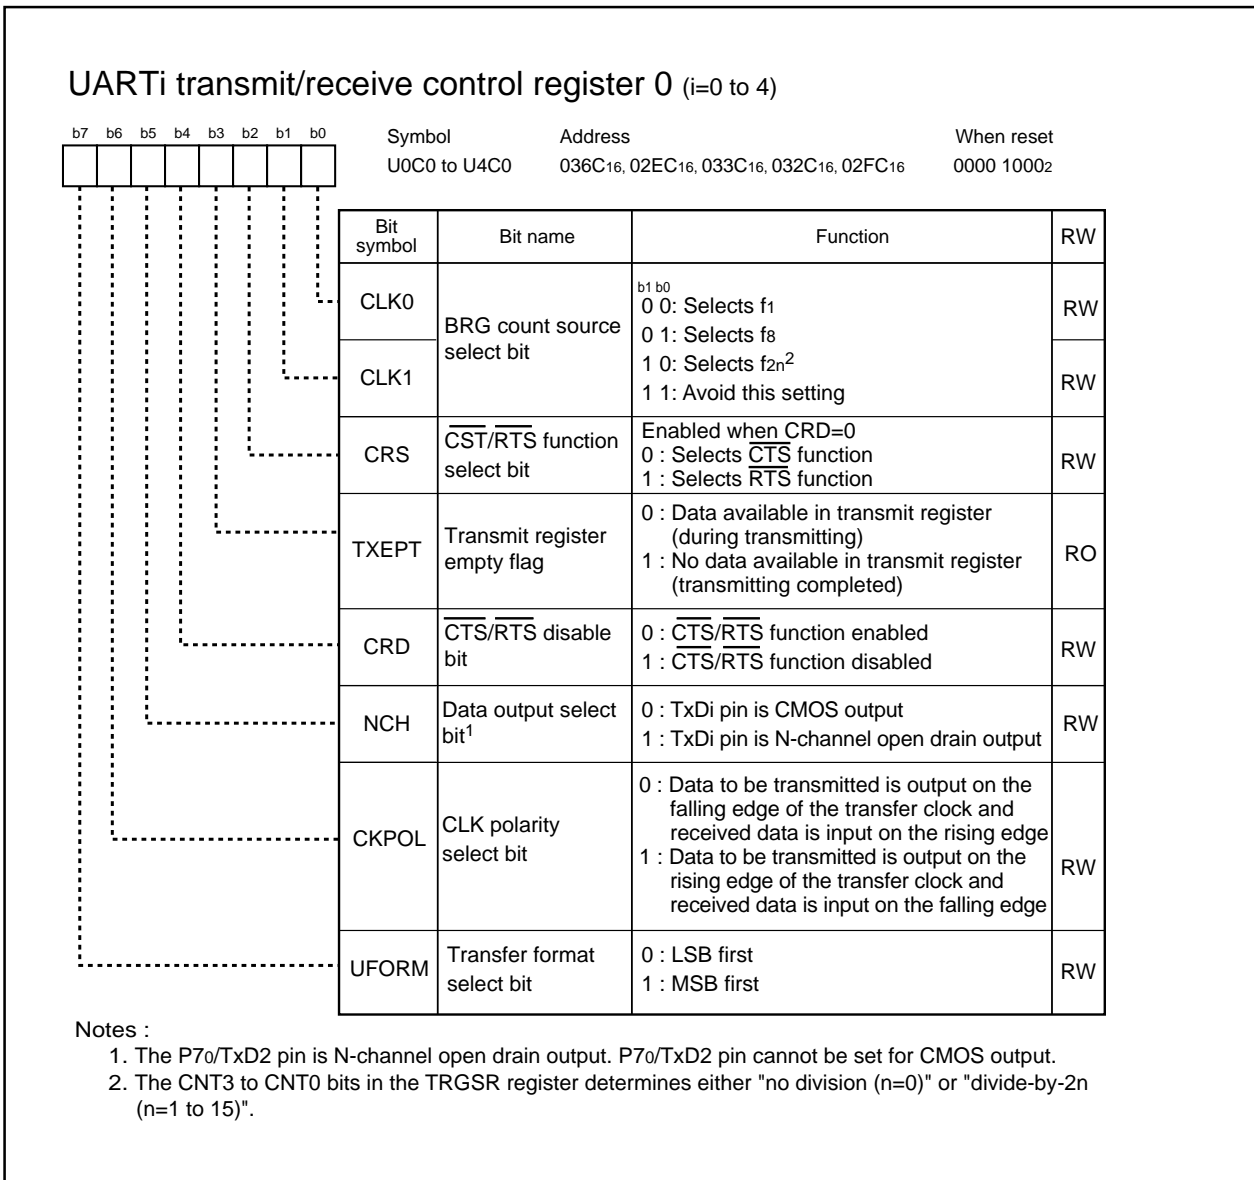 UARTi transmit/receive control register 0 (i=0 to 4)
b7 b6 b5 b4 b3 b2 b1 b0
Symbol Address When reset
U0C0 to U4C0 036C16, 02EC16, 033C16, 032C16, 02FC16 0000 10002
Bit symbol Bit name Function RW
CLK0
CLK1
BRG count source
select bit
b1 b0
0 0: Selects f1
0 1: Selects f8
1 0: Selects f2n2
1 1: Avoid this setting
RW
RW
CRS
CST/RTS function
select bit
Enabled when CRD=0
0 : Selects CTS function
1 : Selects RTS function
RW
TXEPT
Transmit register
empty flag
0 : Data available in transmit register
(during transmitting)
1 : No data available in transmit register
(transmitting completed)
RO
CRD
CTS/RTS disable
bit
0 : CTS/RTS function enabled
1 : CTS/RTS function disabled
RW
NCH
Data output select
bit1
0 : TxDi pin is CMOS output
1 : TxDi pin is N-channel open drain output
RW
CKPOL
CLK polarity
select bit
0 : Data to be transmitted is output on the
falling edge of the transfer clock and
received data is input on the rising edge
1 : Data to be transmitted is output on the
rising edge of the transfer clock and
received data is input on the falling edge
RW
UFORM
Transfer format
select bit
0 : LSB first
1 : MSB first
RW
Notes :
1. The P70/TxD2 pin is N-channel open drain output. P70/TxD2 pin cannot be set for CMOS output.
2. The CNT3 to CNT0 bits in the TRGSR register determines either "no division (n=0)" or "divide-by-2n
(n=1 to 15)".